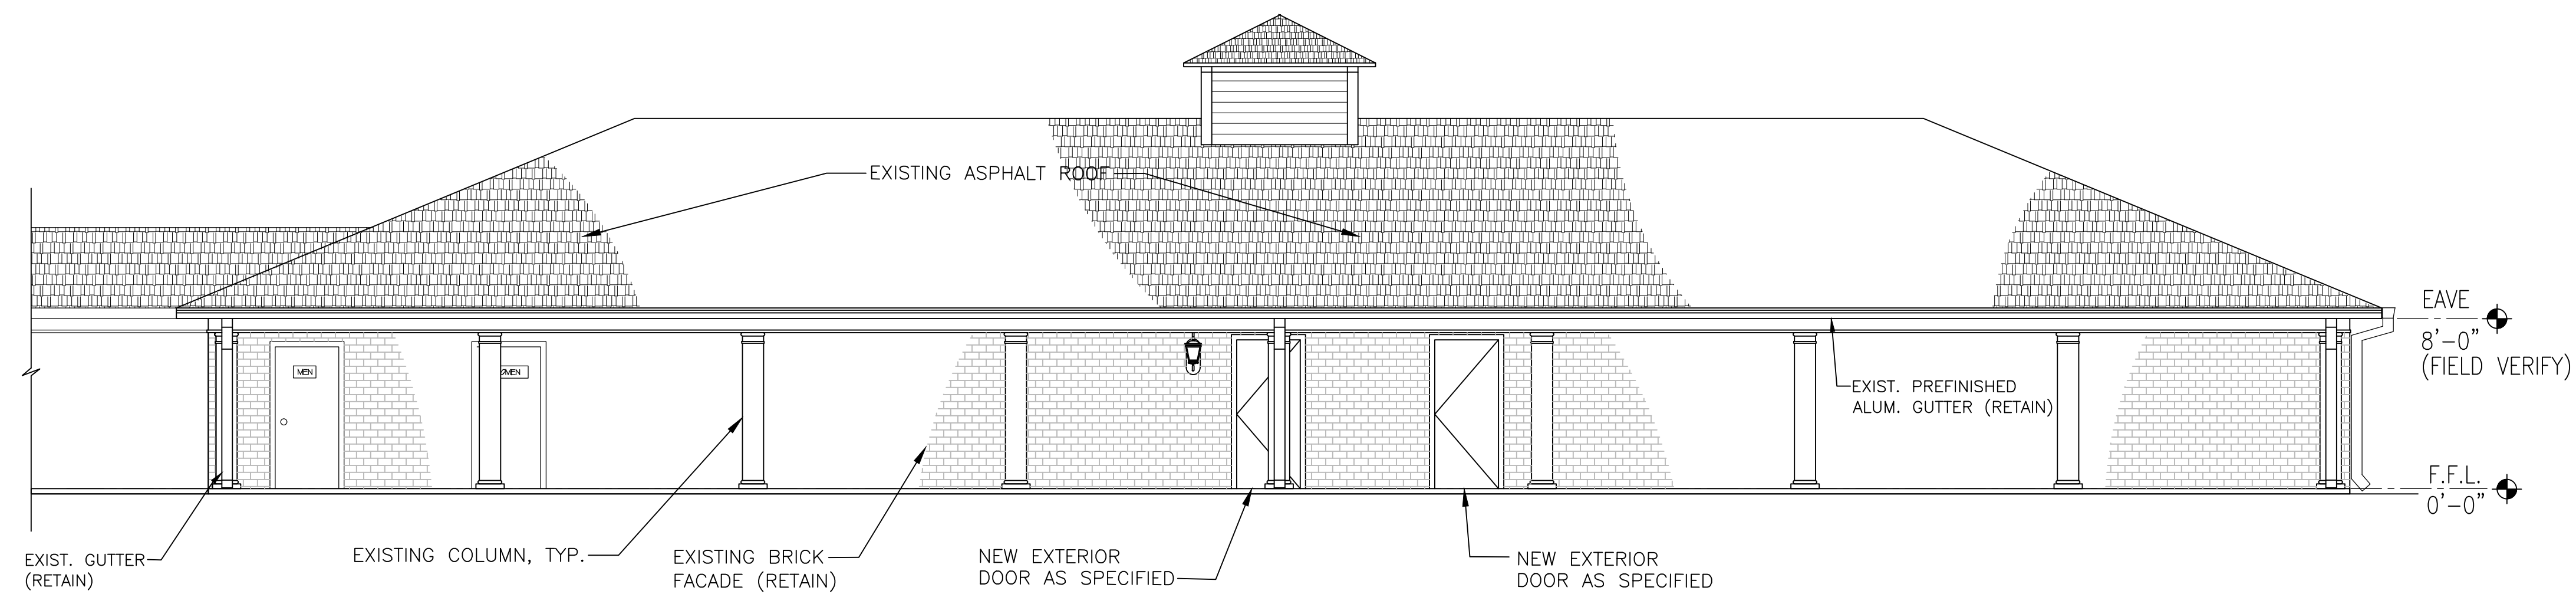 EXISTING ASPHALT ROOF
EAVE
8'-0"
(FIELD VERIFY)
MEN
OMEN
EXIST. PREFINISHED
ALUM. GUTTER (RETAIN)
F.F.L.
0'-0"
EXIST. GUTTER
(RETAIN)
EXISTING COLUMN, TYP.
EXISTING BRICK
FACADE (RETAIN)
NEW EXTERIOR
DOOR AS SPECIFIED
NEW EXTERIOR
DOOR AS SPECIFIED